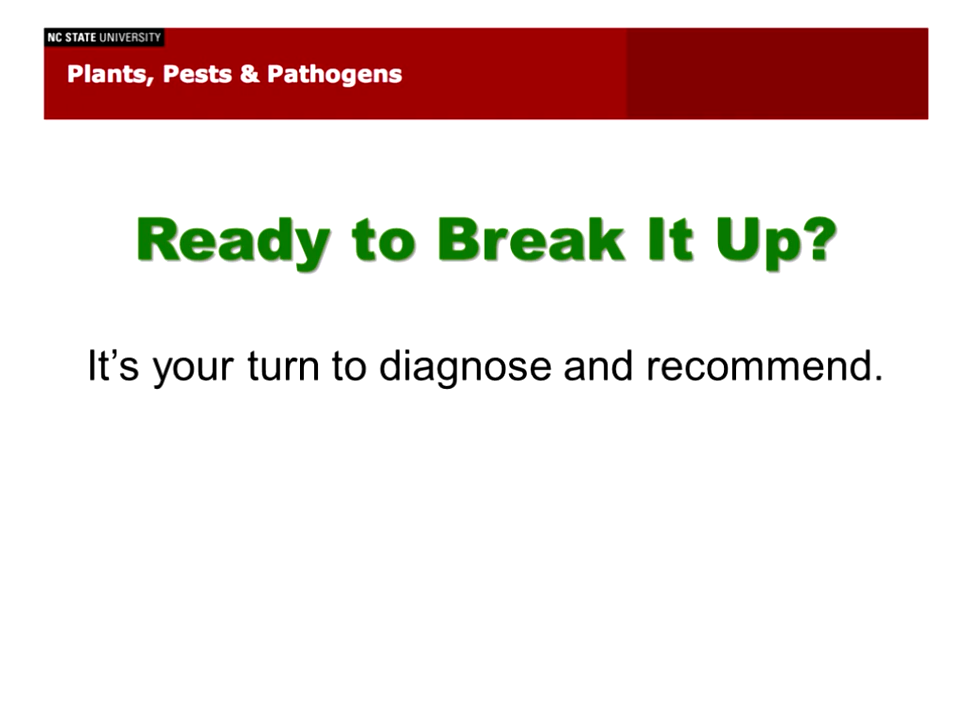 NC STATE UNIVERSITY
Plants, Pests & Pathogens
Ready to Break It Up?
It’s your turn to diagnose and recommend.